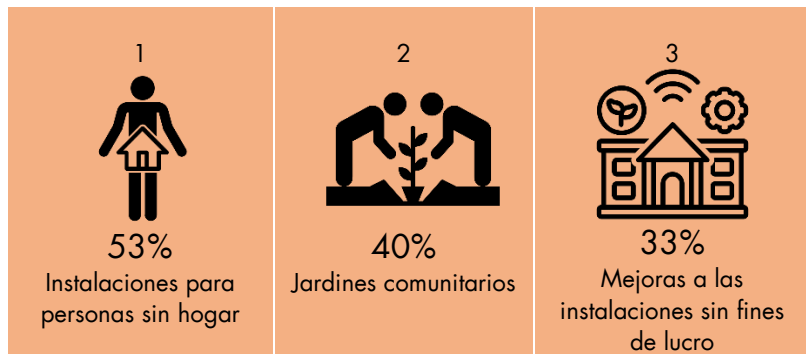 1
53%
Instalaciones para
personas sin hogar
2
40%
Jardines comunitarios
3
33%
Mejoras a las
instalaciones sin fines
de lucro